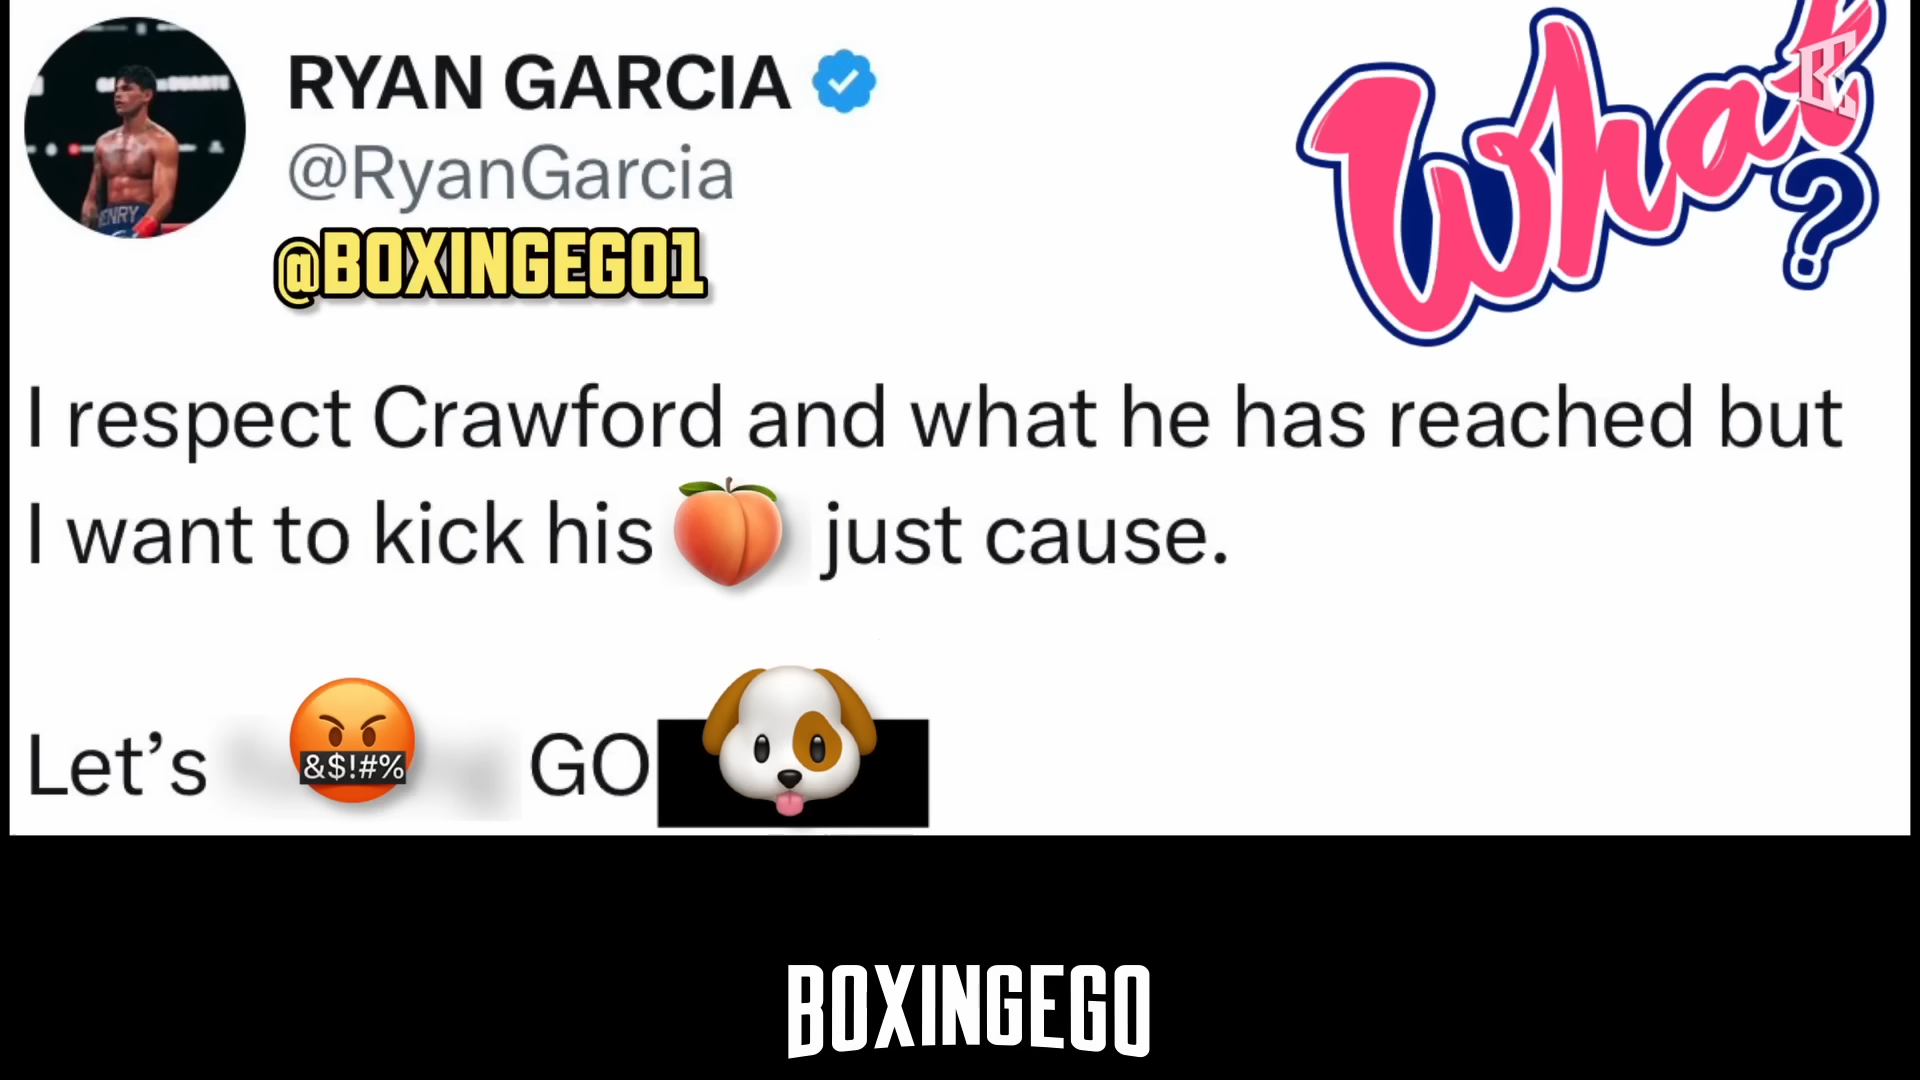 RYAN GARCIA
@RyanGarcia
@BOXINGEGO1
What?
I respect Crawford and what he has reached but
I want to kick his 🍑 just cause.
Let’s &$!#% GO
BOXINGEGO